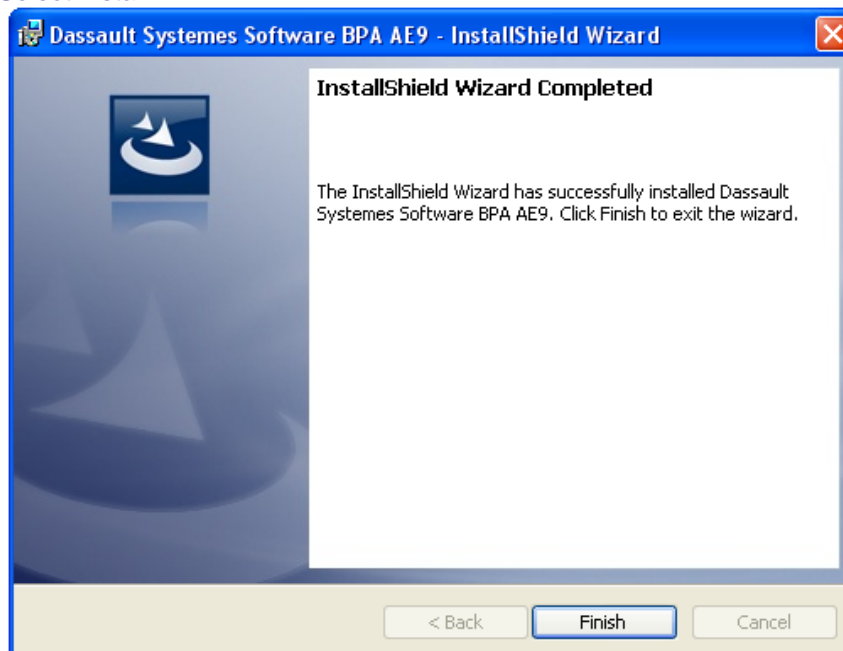 Dassault Systemes Software BPA AE9 - InstallShield Wizard
InstallShield Wizard Completed
The InstallShield Wizard has successfully installed Dassault
Systemes Software BPA AE9. Click Finish to exit the wizard.
< Back Finish Cancel